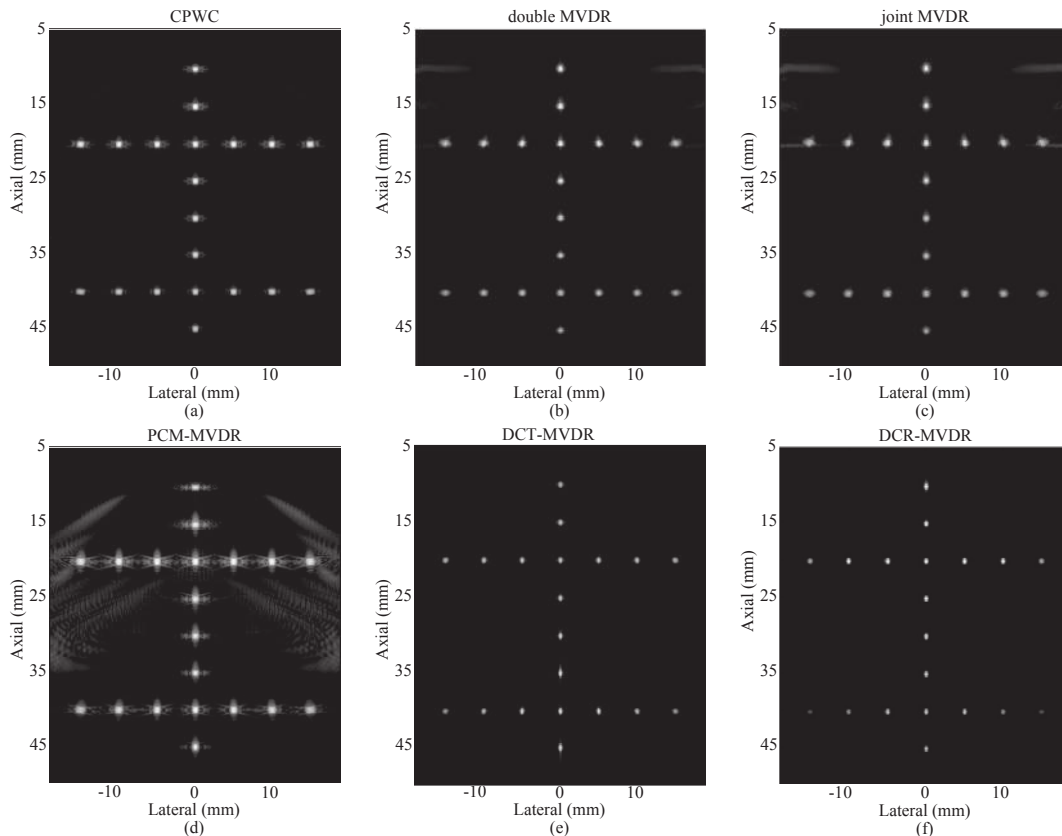 CPWC
5
15
25
35
45
Axial (mm)
-10 0 10
Lateral (mm)
(a)
double MVDR
5
15
25
35
45
Axial (mm)
-10 0 10
Lateral (mm)
(b)
joint MVDR
5
15
25
35
45
Axial (mm)
-10 0 10
Lateral (mm)
(c)
PCM-MVDR
5
15
25
35
45
Axial (mm)
-10 0 10
Lateral (mm)
(d)
DCT-MVDR
5
15
25
35
45
Axial (mm)
-10 0 10
Lateral (mm)
(e)
DCR-MVDR
5
15
25
35
45
Axial (mm)
-10 0 10
Lateral (mm)
(f)